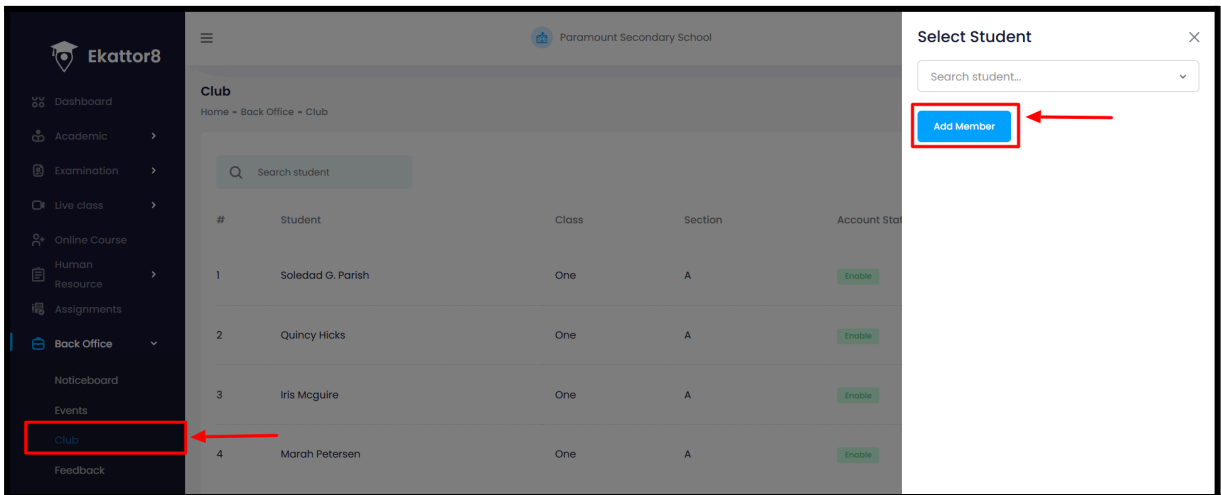 Ekattor8
Dashboard
Academic
Examination
Live class
Online Course
Human
Resource
Assignments
Back Office
Noticeboard
Events
Club
Feedback
Paramount Secondary School
Club
Home - Back Office - Club
Search student
# Student Class Section Account Stat
1 Soledad G. Parish One A Enable
2 Quincy Hicks One A Enable
3 Iris Mcguire One A Enable
4 Marah Petersen One A Enable
Select Student
Search student...
Add Member